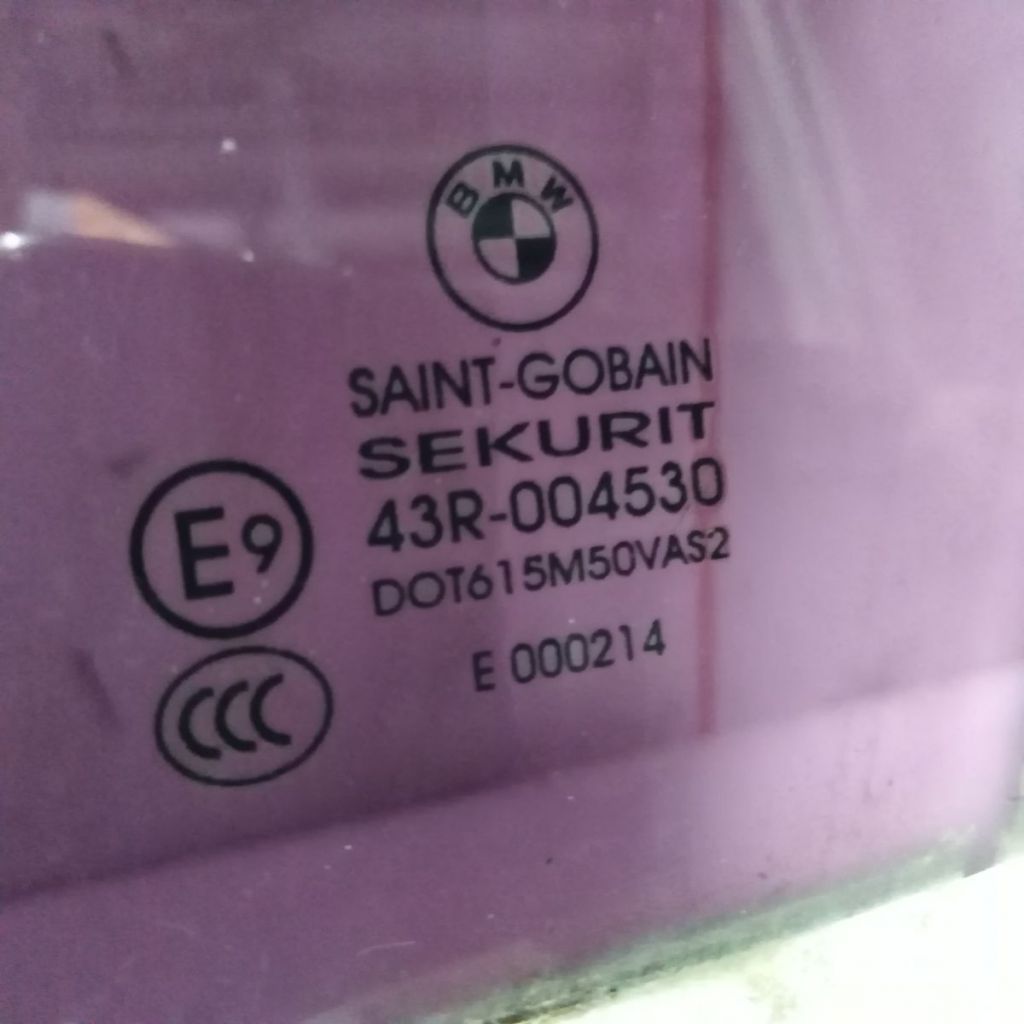 BMW
SAINT-GOBAIN
SEKURIT
43R-004530
DOT615M50VAS2
E 000214
E9
CCC